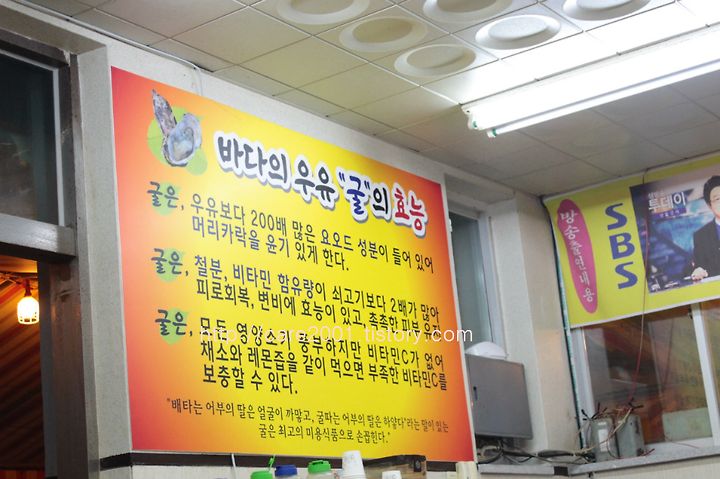 바다의 우유 "굴"의 효능
굴은, 우유보다 200배 많은 요오드 성분이 들어 있어
머리카락을 윤기 있게 한다.
굴은, 철분, 비타민 함유량이 쇠고기보다 2배가 많아
피로회복, 변비에 효능이 있고, 촉촉한 피부 유지
굴은, 모든 영양소가 풍부하지만 비타민C가 없어
채소와 레몬즙을 같이 먹으면 부족한 비타민C를
보충할 수 있다.
"배타는 어부의 딸은 얼굴이 까맣고, 굴따는 어부의 딸은 하얗다"라는 말이 있는
굴은 최고의 미용식품으로 손꼽힌다."
방송출연내용
SBS
투데이